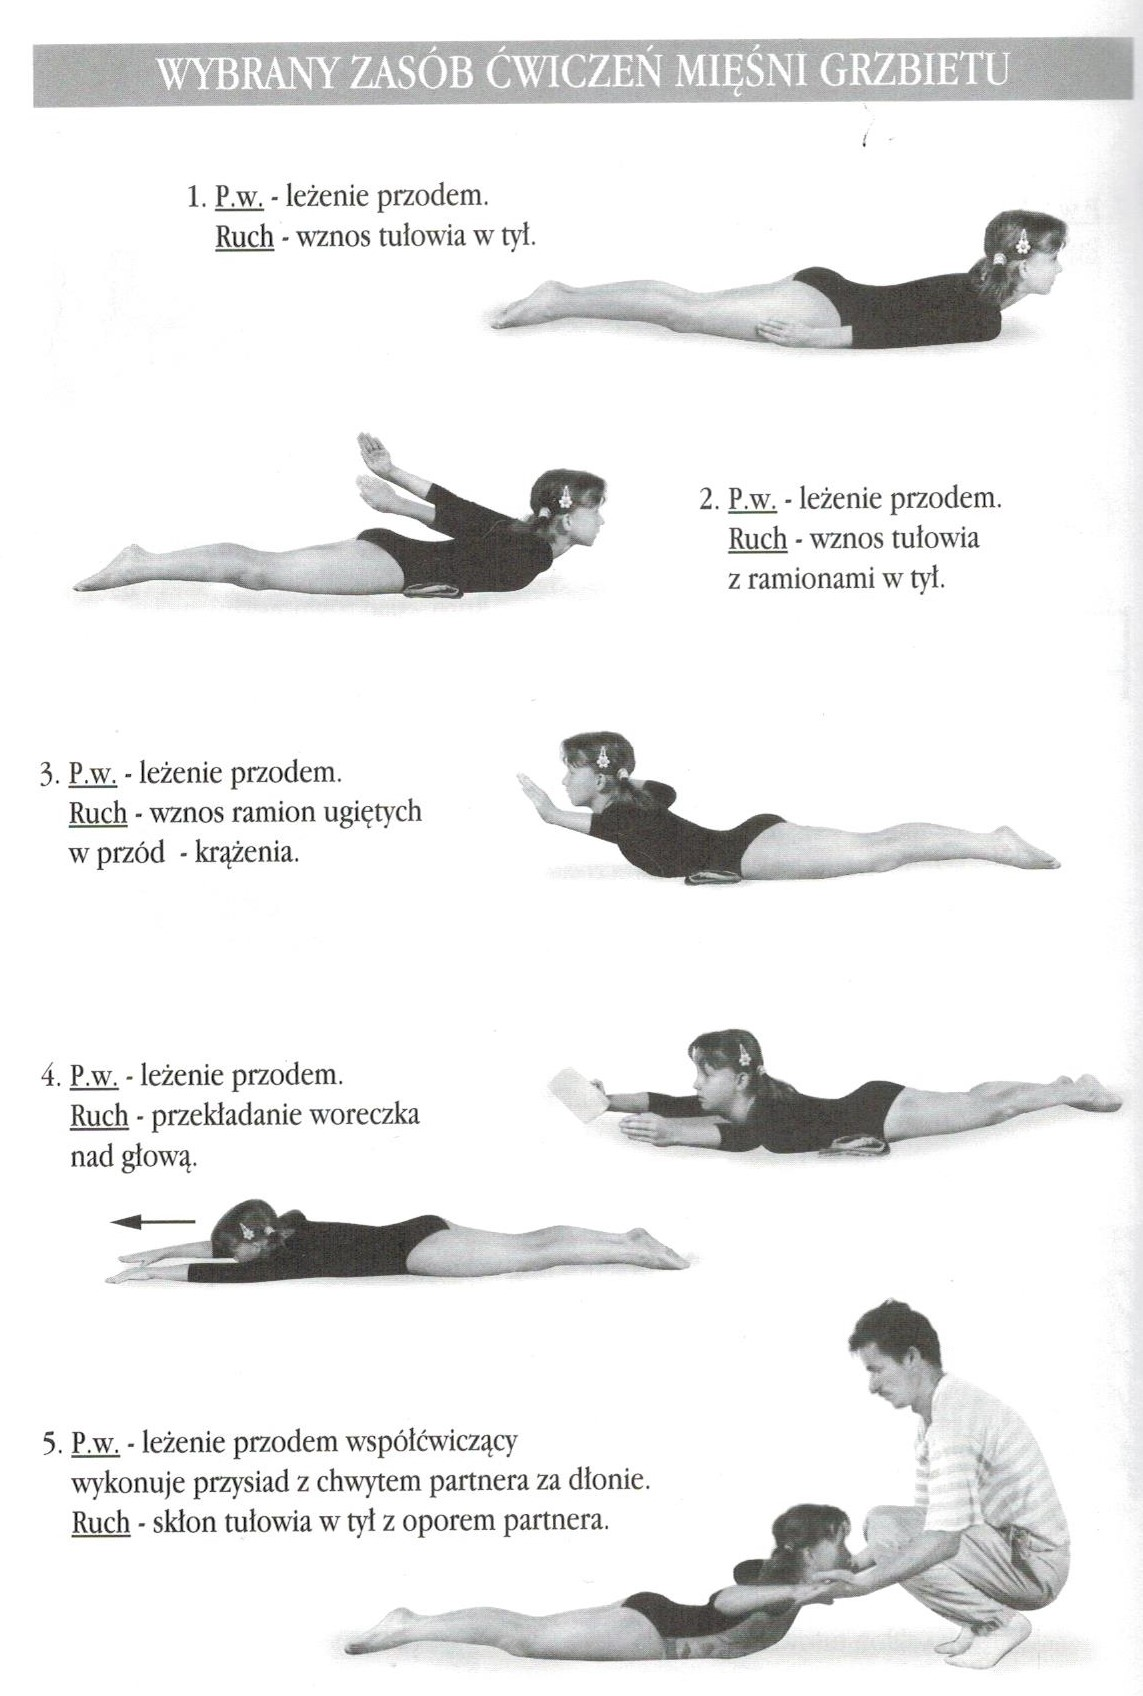 WYBRANY ZASÓB ĆWICZEŃ MIĘŚNI GRZBIETU
1. P.w. - leżenie przodem.
Ruch - wznos tułowia w tył.
2. P.w. - leżenie przodem.
Ruch - wznos tułowia
z ramionami w tył.
3. P.w. - leżenie przodem.
Ruch - wznos ramion ugiętych
w przód - krążenia.
4. P.w. - leżenie przodem.
Ruch - przekładanie woreczka
nad głową.
5. P.w. - leżenie przodem współćwiczący
wykonuje przysiad z chwytem partnera za dłonie.
Ruch - skłon tułowia w tył z oporem partnera.